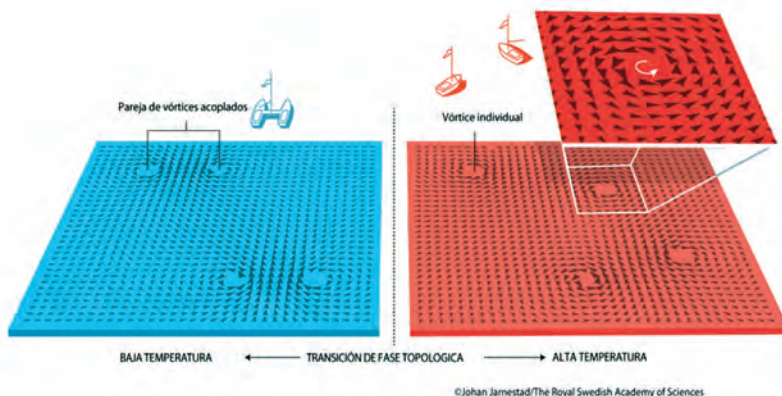 Pareja de vórtices acoplados
Vórtice individual
BAJA TEMPERATURA
TRANSICIÓN DE FASE TOPOLOGICA
ALTA TEMPERATURA
©Johan Jarnestad/The Royal Swedish Academy of Sciences